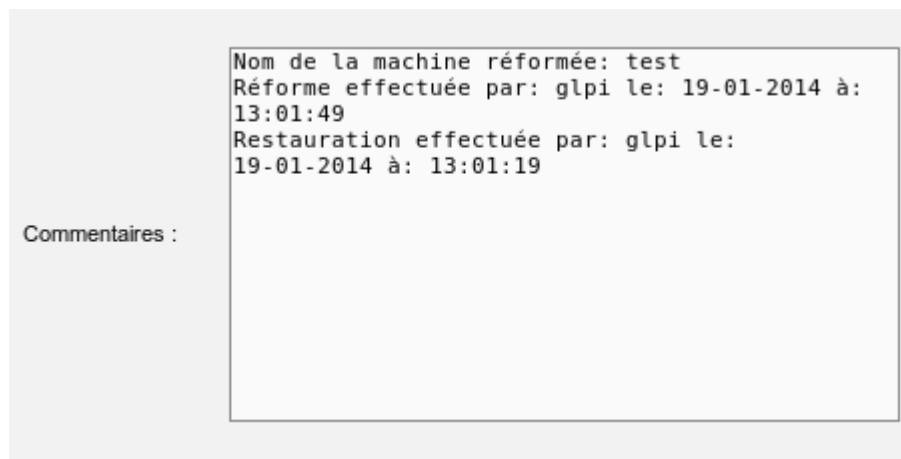 Nom de la machine réformée: test
Réforme effectuée par: glpi le: 19-01-2014 à:
13:01:49
Restauration effectuée par: glpi le:
19-01-2014 à: 13:01:19
Commentaires :